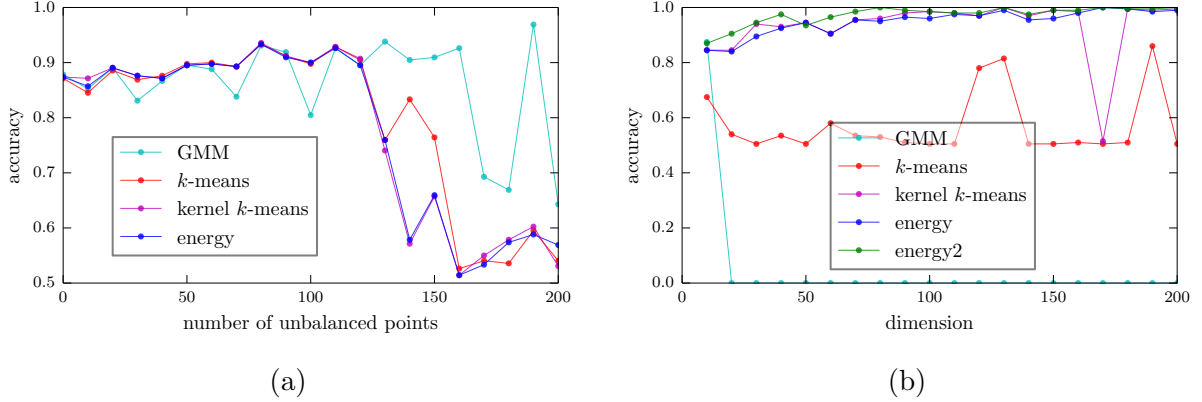 1.0
0.9
0.8
0.7
0.6
0.5
accuracy
GMM
k-means
kernel k-means
energy
0 50 100 150 200
number of unbalanced points
(a)
1.0
0.8
0.6
0.4
0.2
0.0
accuracy
GMM
k-means
kernel k-means
energy
energy2
0 50 100 150 200
dimension
(b)